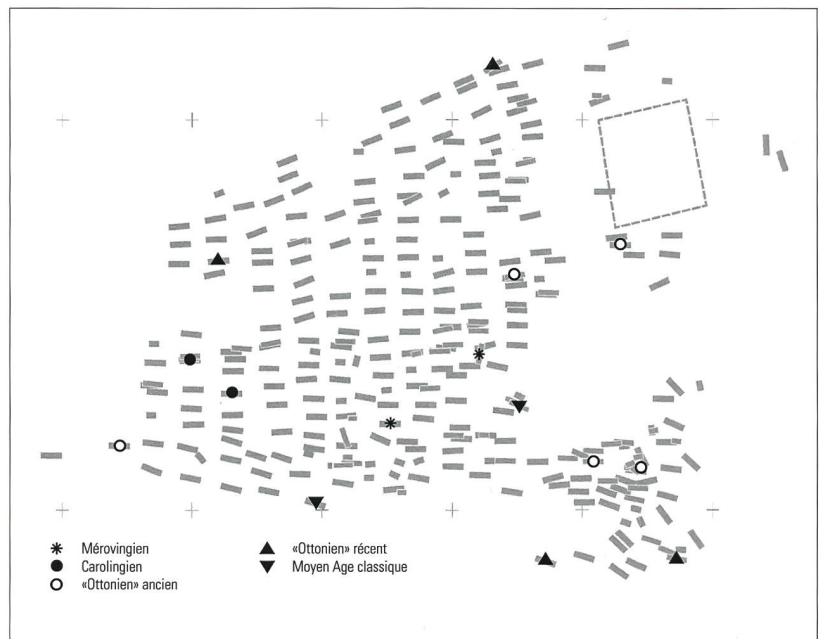 Mérovingien
Carolingien
«Ottonien» ancien
«Ottonien» récent
Moyen Age classique